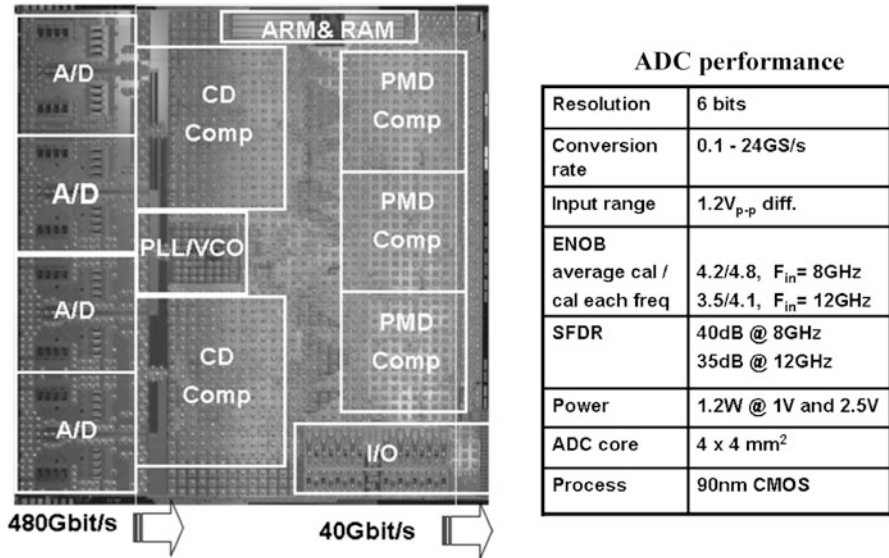 ARM& RAM
A/D
CD
Comp
PMD
Comp
A/D
PMD
Comp
PLL/VCO
A/D
CD
Comp
PMD
Comp
A/D
I/O
480Gbit/s
40Gbit/s
ADC performance
Resolution 6 bits
Conversion rate 0.1 - 24GS/s
Input range 1.2Vp-p diff.
ENOB
average cal / 4.2/4.8, Fin= 8GHz
cal each freq 3.5/4.1, Fin= 12GHz
SFDR 40dB @ 8GHz
35dB @ 12GHz
Power 1.2W @ 1V and 2.5V
ADC core 4 x 4 mm²
Process 90nm CMOS